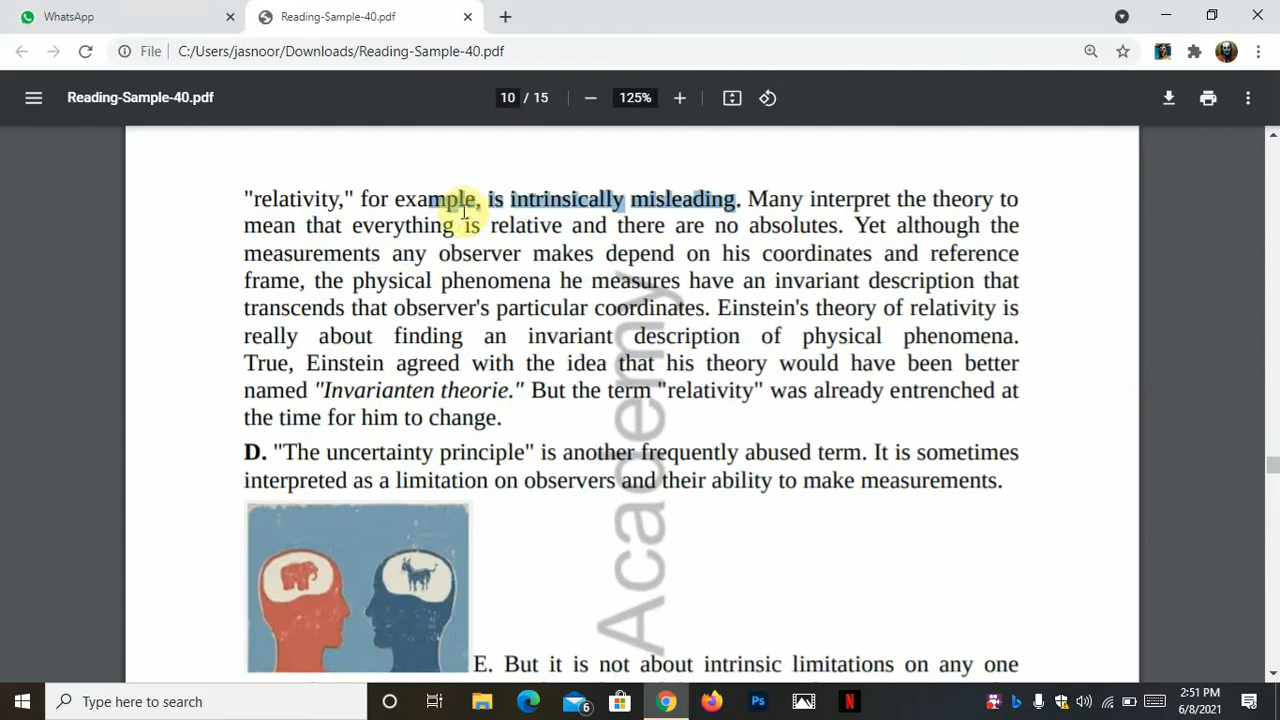 WhatsApp
Reading-Sample-40.pdf
File
C:/Users/jasnoor/Downloads/Reading-Sample-40.pdf
Reading-Sample-40.pdf
10 / 15
125%
"relativity," for example, is intrinsically misleading. Many interpret the theory to
mean that everything is relative and there are no absolutes. Yet although the
measurements any observer makes depend on his coordinates and reference
frame, the physical phenomena he measures have an invariant description that
transcends that observer's particular coordinates. Einstein's theory of relativity is
really about finding an invariant description of physical phenomena.
True, Einstein agreed with the idea that his theory would have been better
named "Invarianten theorie." But the term "relativity" was already entrenched at
the time for him to change.
D. "The uncertainty principle" is another frequently abused term. It is sometimes
interpreted as a limitation on observers and their ability to make measurements.
Academy
E. But it is not about intrinsic limitations on any one
Type here to search
Ps
6
N
2:51 PM
6/8/2021